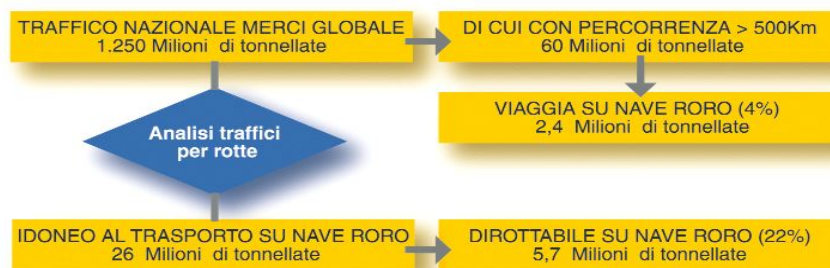 TRAFFICO NAZIONALE MERCI GLOBALE
1.250 Milioni di tonnellate
DI CUI CON PERCORRENZA > 500Km
60 Milioni di tonnellate
VIAGGIA SU NAVE RORO (4%)
2,4 Milioni di tonnellate
Analisi traffici
per rotte
IDONEO AL TRASPORTO SU NAVE RORO
26 Milioni di tonnellate
DIROTTABILE SU NAVE RORO (22%)
5,7 Milioni di tonnellate